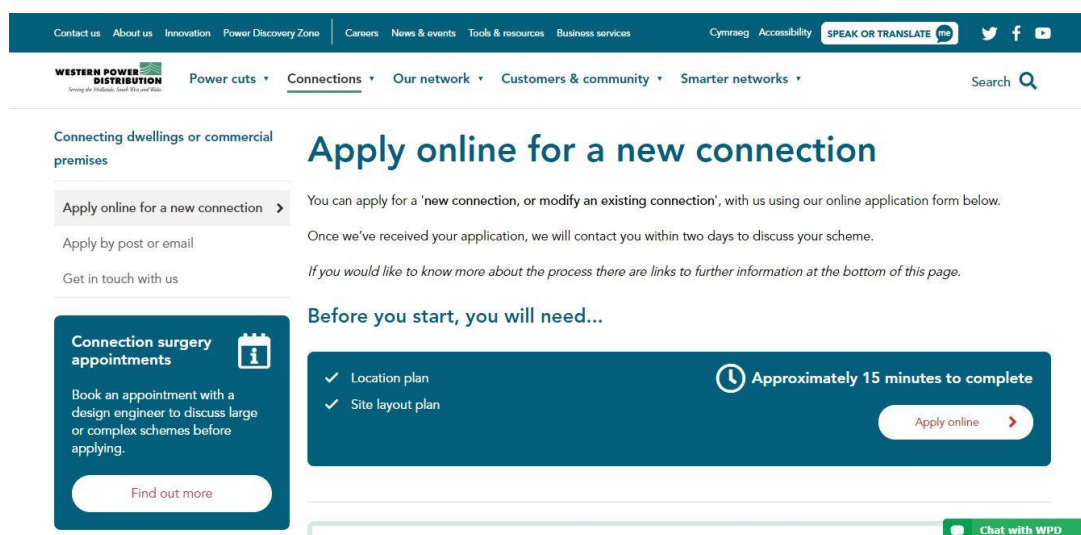 Contact us About us Innovation Power Discovery Zone Careers News & events Tools & resources Business services Cymraeg Accessibility SPEAK OR TRANSLATE me
WESTERN POWER
DISTRIBUTION
Serving the Midlands, South West and Wales
Power cuts Connections Our network Customers & community Smarter networks Search
Connecting dwellings or commercial
premises
Apply online for a new connection
Apply by post or email
Get in touch with us
Connection surgery
appointments
Book an appointment with a
design engineer to discuss large
or complex schemes before
applying.
Find out more
Apply online for a new connection
You can apply for a 'new connection, or modify an existing connection', with us using our online application form below.
Once we've received your application, we will contact you within two days to discuss your scheme.
If you would like to know more about the process there are links to further information at the bottom of this page.
Before you start, you will need...
Location plan
Site layout plan
Approximately 15 minutes to complete
Apply online
Chat with WPD